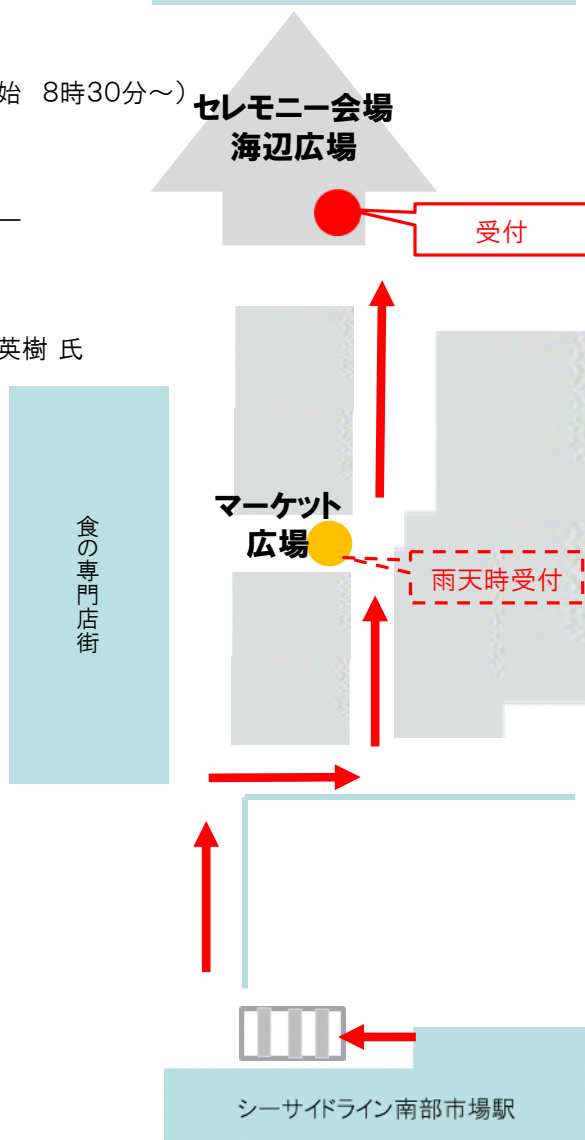 始 8時30分～）
セレモニー会場
海辺広場
受付
英樹 氏
マーケット
広場
雨天時受付
食の専門店街
シーサイドライン南部市場駅